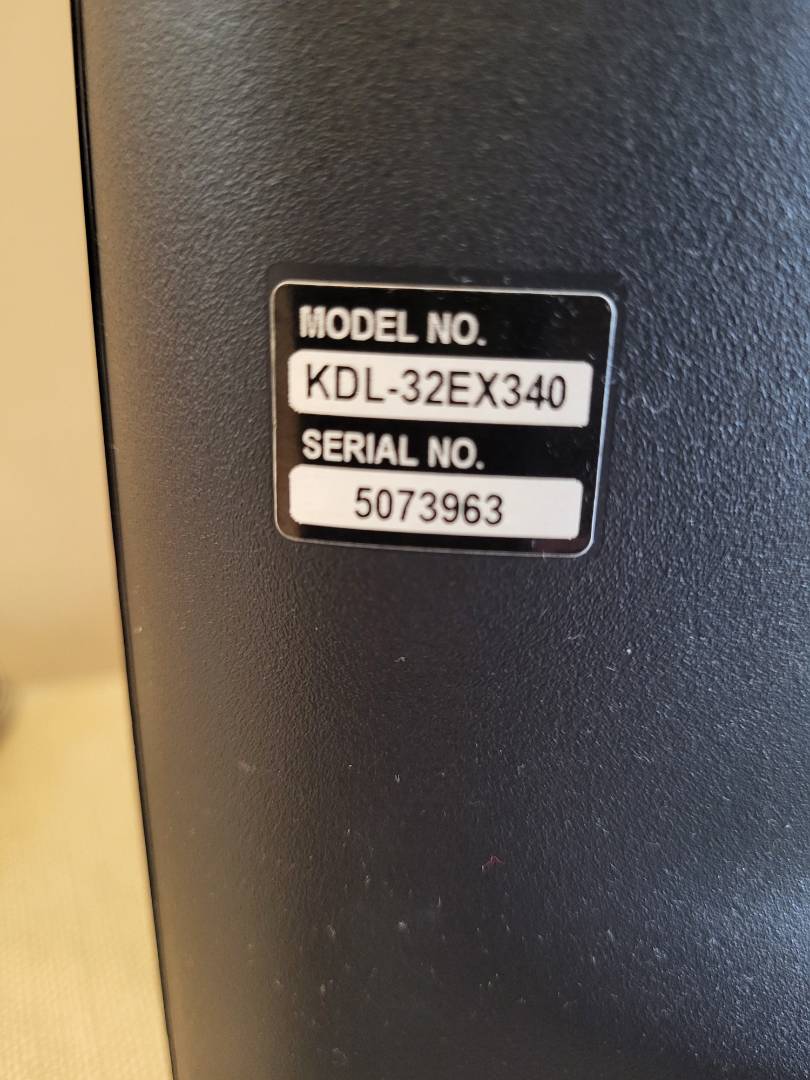 MODEL NO.
KDL-32EX340
SERIAL NO.
5073963